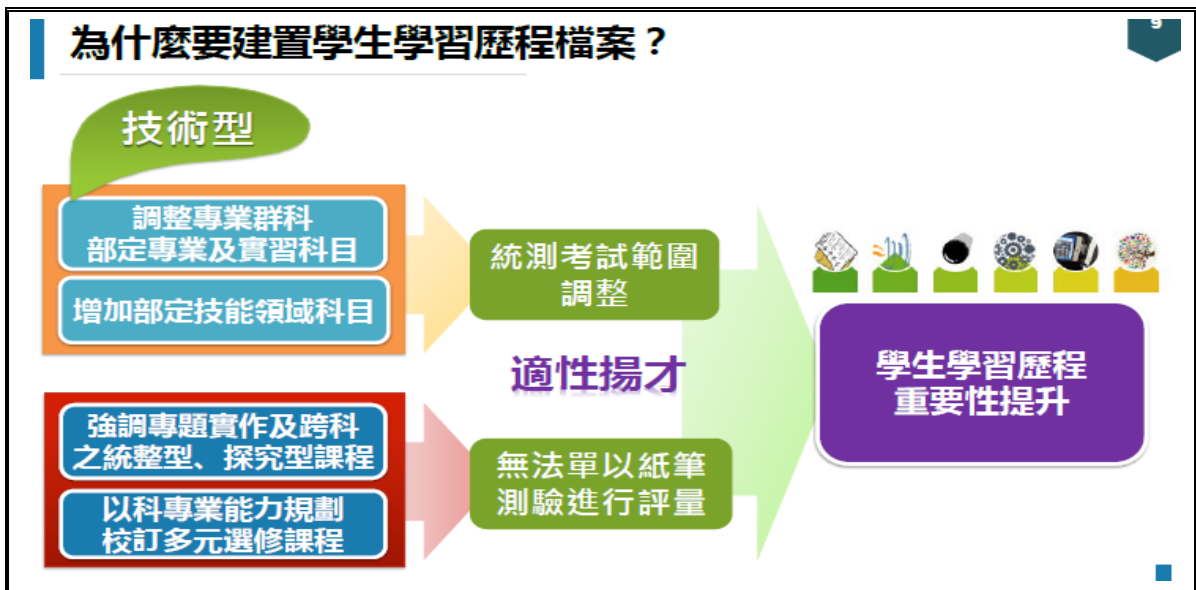 為什麼要建置學生學習歷程檔案？
9
技術型
調整專業群科
部定專業及實習科目
增加部定技能領域科目
統測考試範圍
調整
適性揚才
強調專題實作及跨科
之統整型、探究型課程
以科專業能力規劃
校訂多元選修課程
無法單以紙筆
測驗進行評量
學生學習歷程
重要性提升